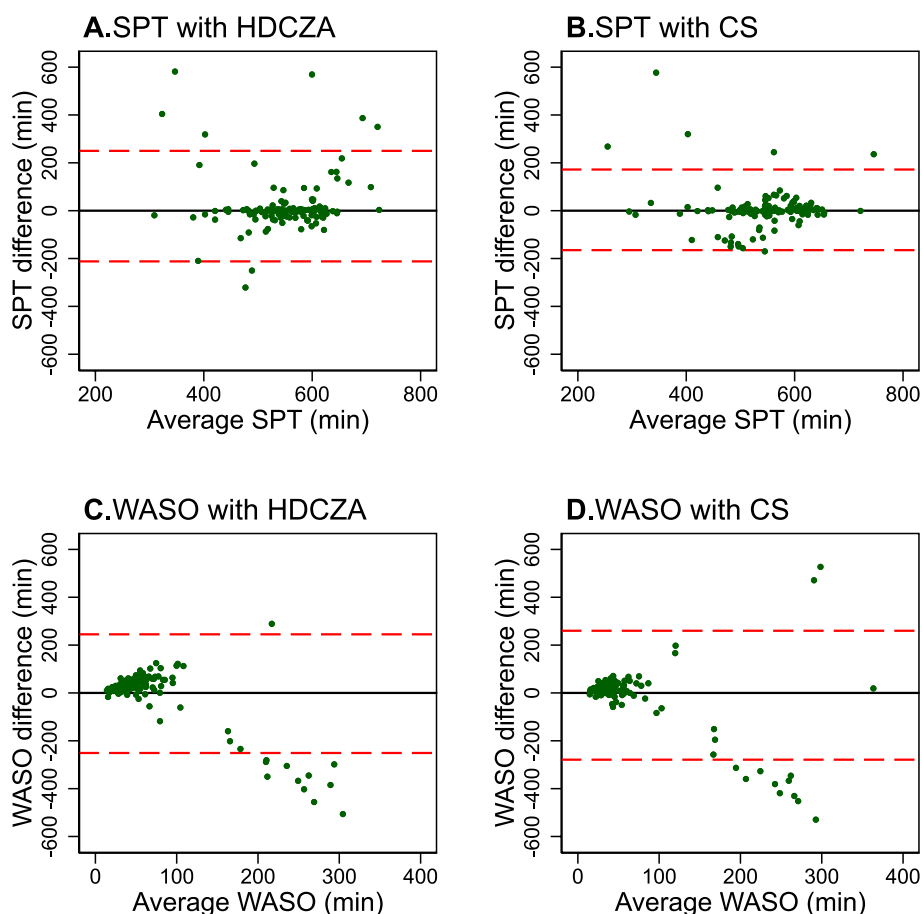 A.SPT with HDCZA
SPT difference (min)
-600 -400 -200 0 200 400 600
200 400 600 800
Average SPT (min)
B.SPT with CS
SPT difference (min)
-600 -400 -200 0 200 400 600
200 400 600 800
Average SPT (min)
C.WASO with HDCZA
WASO difference (min)
-600 -400 -200 0 200 400 600
0 100 200 300 400
Average WASO (min)
D.WASO with CS
WASO difference (min)
-600 -400 -200 0 200 400 600
0 100 200 300 400
Average WASO (min)